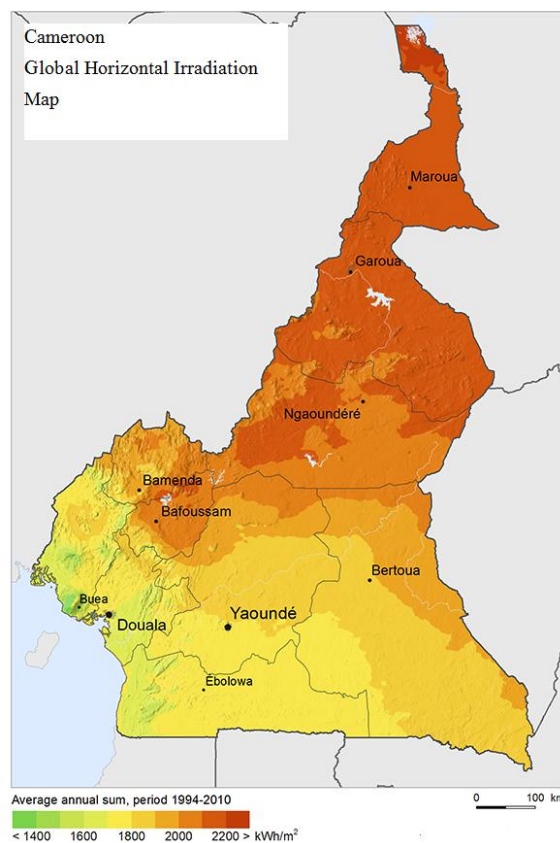 Cameroon
Global Horizontal Irradiation
Map
Maroua
Garoua
Ngaoundéré
Bamenda
Bafoussam
Bertoua
Buea
Douala
Yaoundé
Ebolowa
Average annual sum, period 1994-2010
0 100 km
< 1400 1600 1800 2000 2200 > kWh/m²